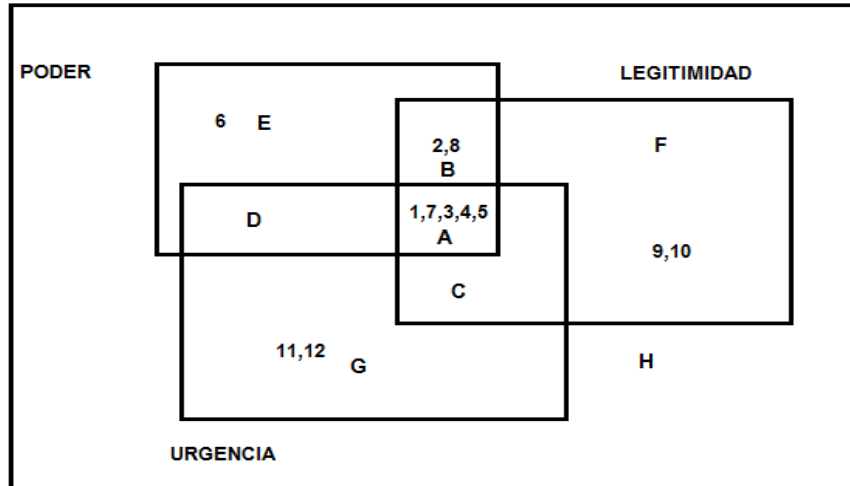 PODER
LEGITIMIDAD
6 E
2,8
B
F
D
1,7,3,4,5
A
9,10
C
11,12
G
H
URGENCIA